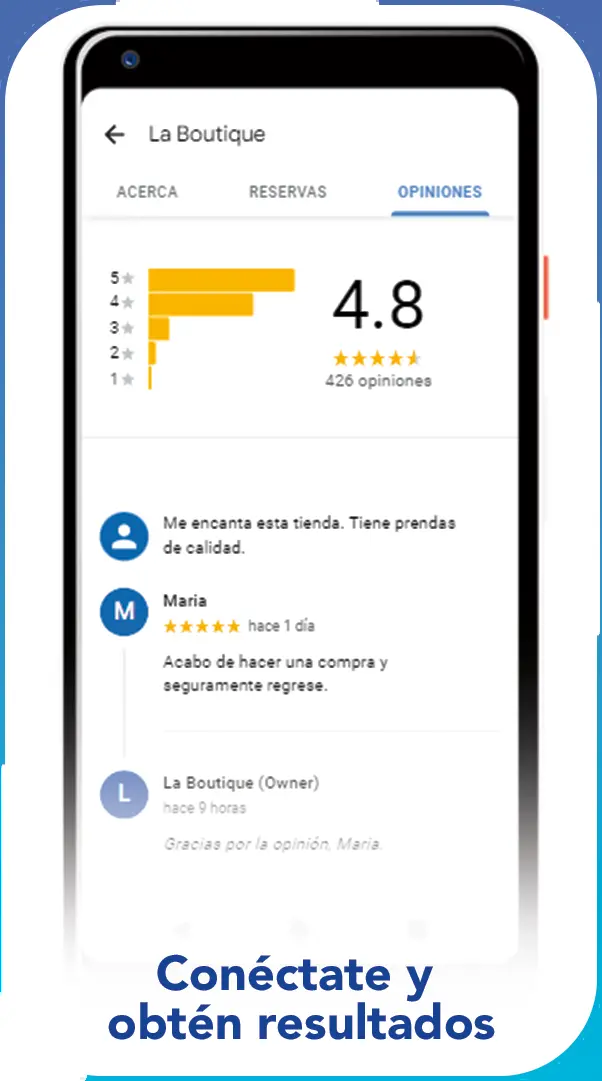 La Boutique
ACERCA RESERVAS OPINIONES
5
4
3
2
1
4.8
426 opiniones
Me encanta esta tienda. Tiene prendas
de calidad.
M
Maria
hace 1 día
Acabo de hacer una compra y
seguramente regrese.
L
La Boutique (Owner)
hace 9 horas
Gracias por la opinión, Maria.
Conéctate y
obtén resultados